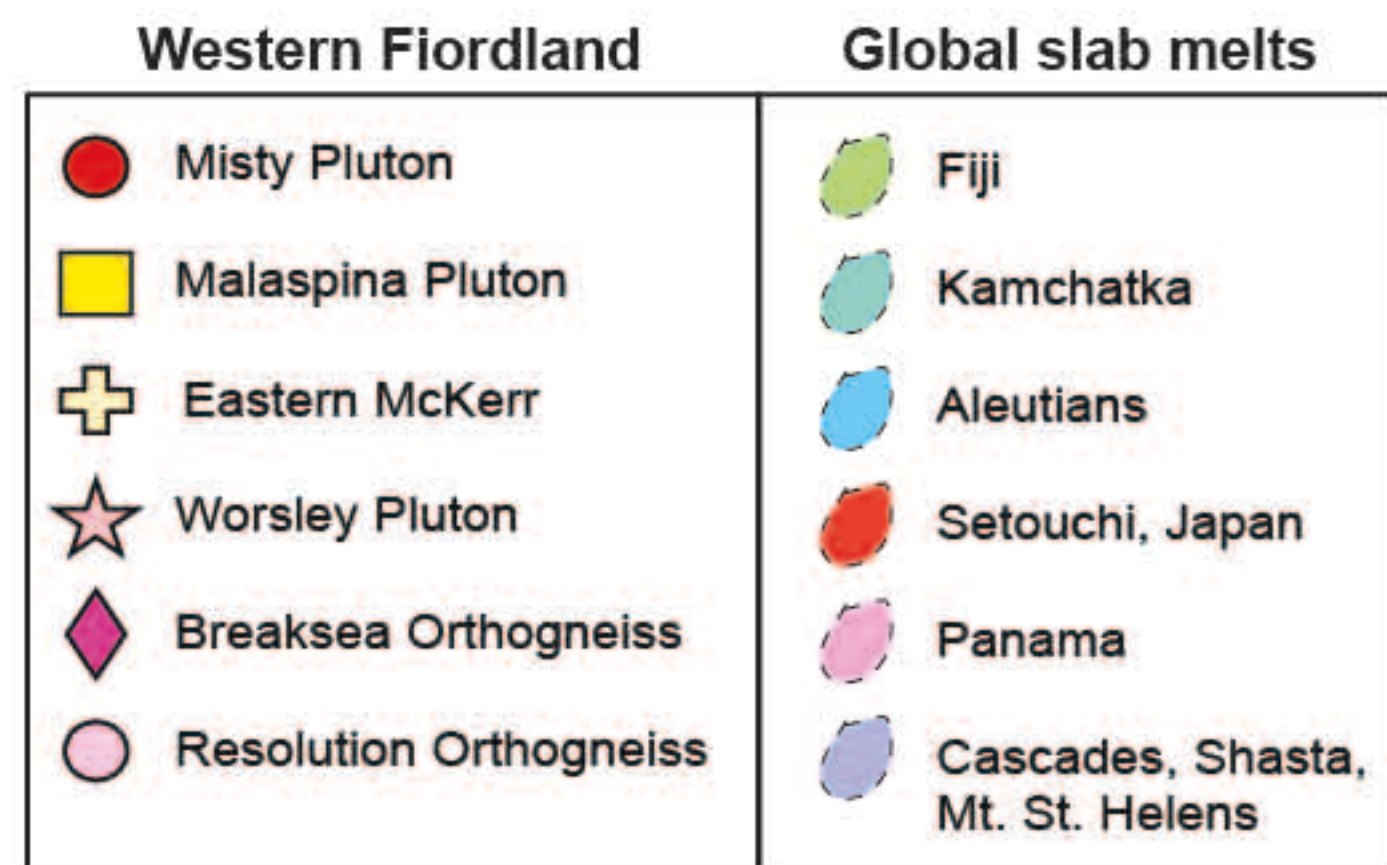 Western Fiordland
Global slab melts
Misty Pluton
Malaspina Pluton
Eastern McKerr
Worsley Pluton
Breaksea Orthogneiss
Resolution Orthogneiss
Fiji
Kamchatka
Aleutians
Setouchi, Japan
Panama
Cascades, Shasta,
Mt. St. Helens